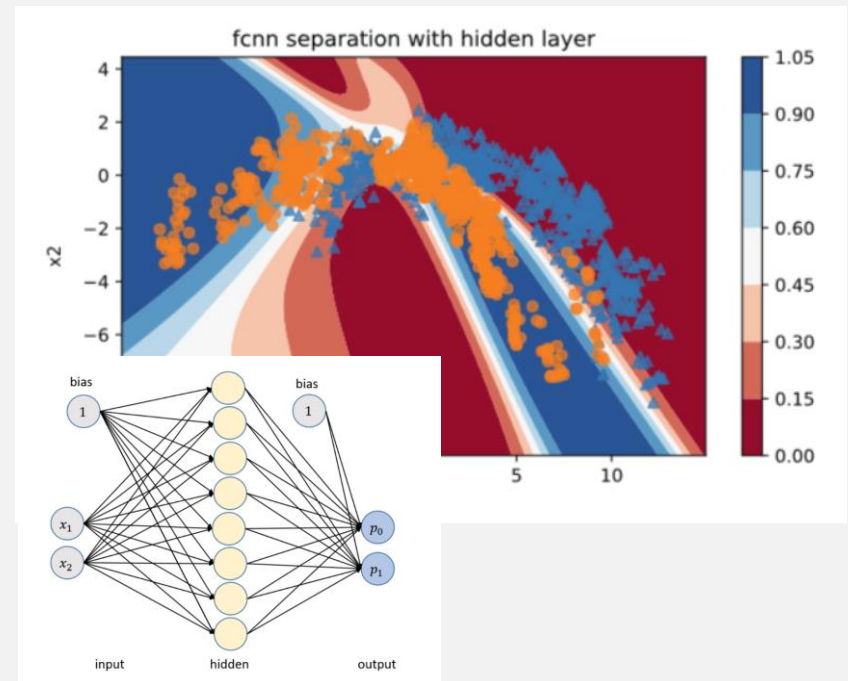 fcnn separation with hidden layer
4
2
0
−2
−4
−6
x2
5
10
1.05
0.90
0.75
0.60
0.45
0.30
0.15
0.00
bias
bias
1
1
x₁
x₂
p₀
p₁
input
hidden
output